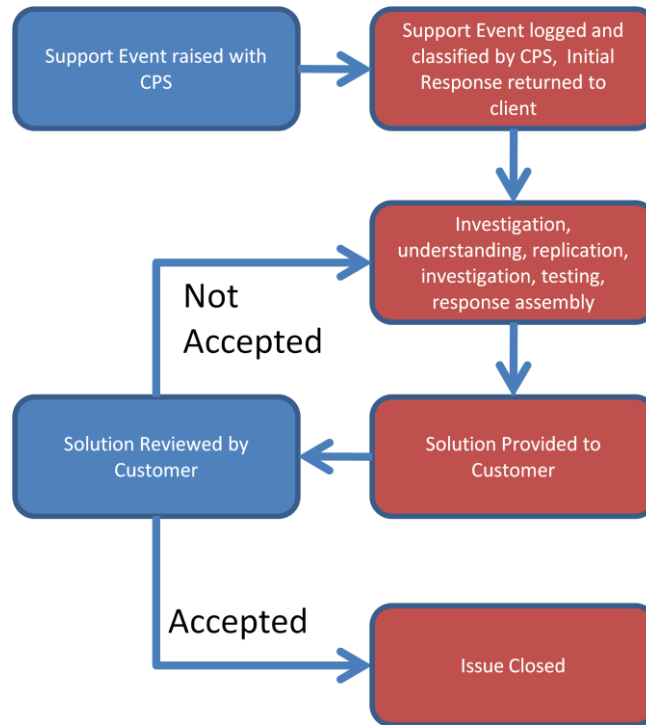 Support Event raised with
CPS
Support Event logged and
classified by CPS,  Initial
Response returned to
client
Investigation,
understanding, replication,
investigation, testing,
response assembly
Not
Accepted
Solution Reviewed by
Customer
Solution Provided to
Customer
Accepted
Issue Closed